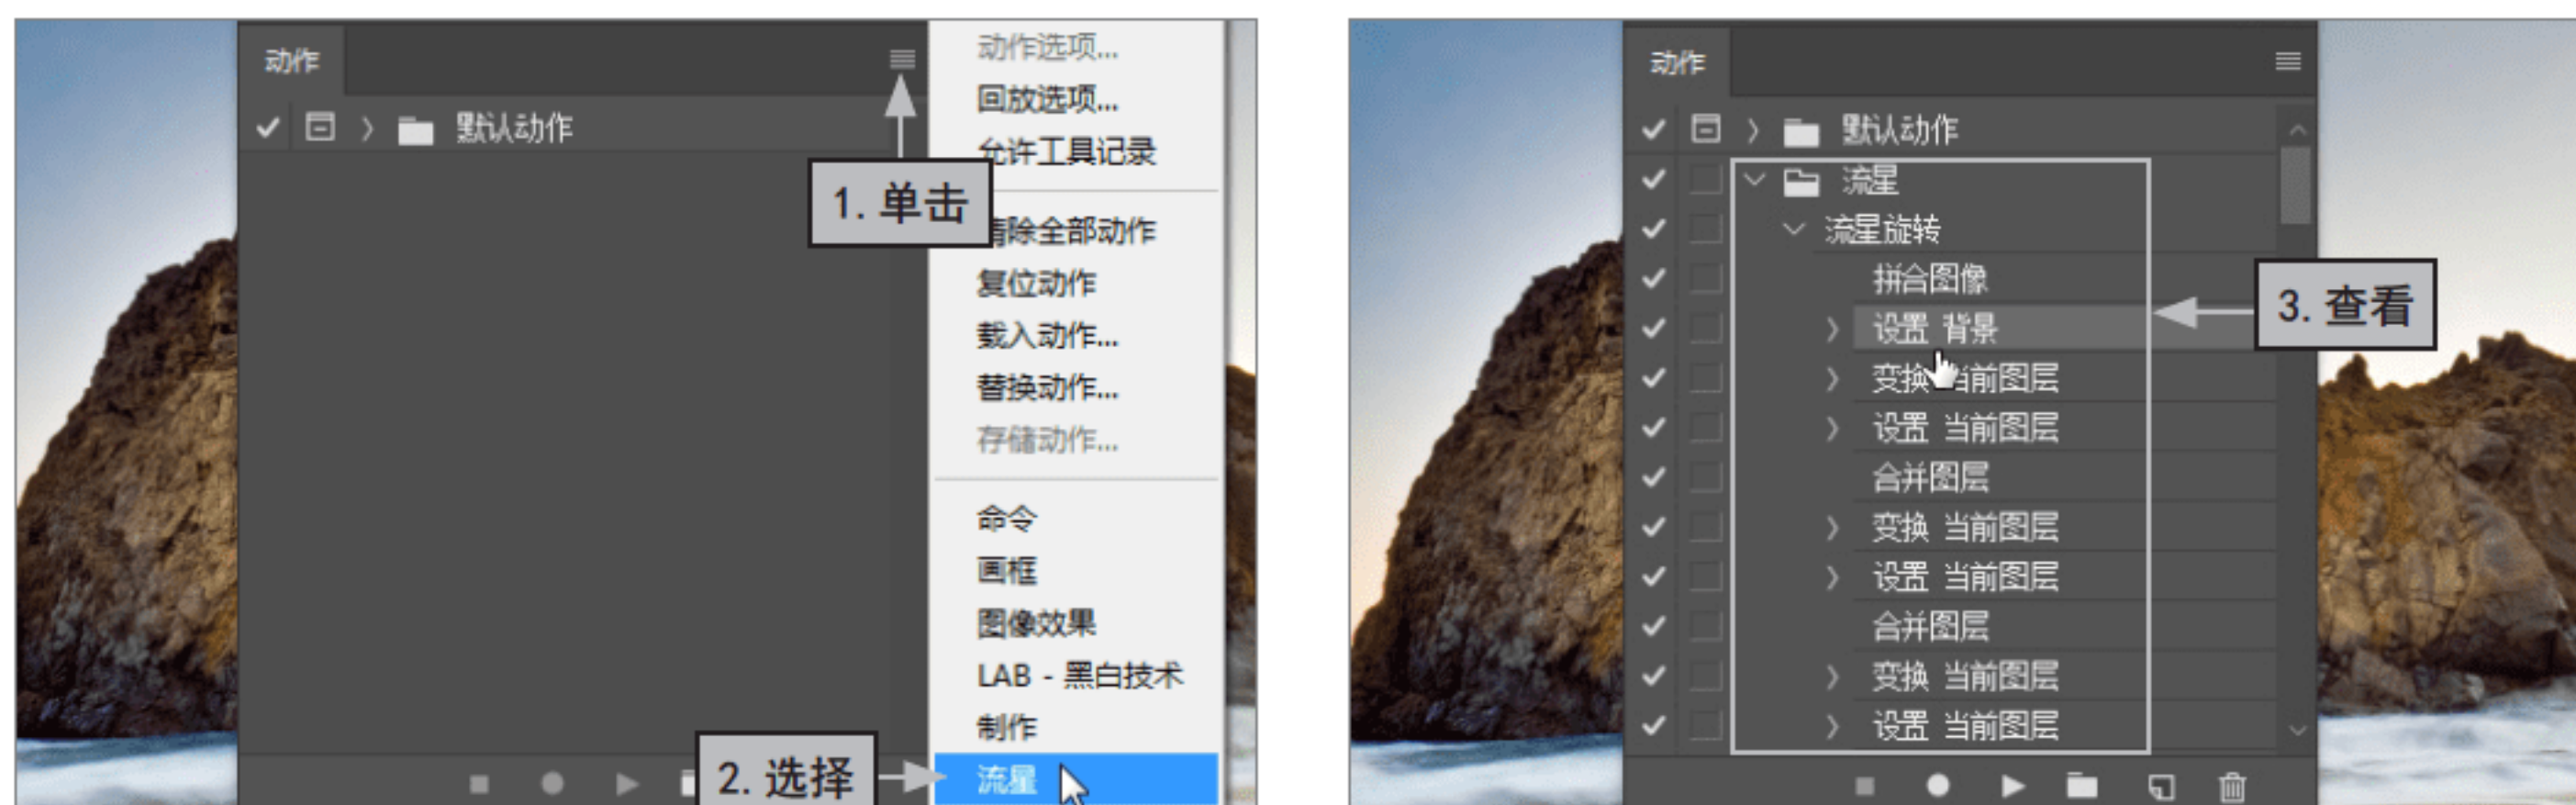 动作
默认动作
1. 单击
动作选项...
回放选项...
允许工具记录
清除全部动作
复位动作
载入动作...
替换动作...
存储动作...
命令
画框
图像效果
LAB - 黑白技术
制作
流星
2. 选择
动作
默认动作
流星
流星旋转
拼合图像
设置 背景
变换 当前图层
设置 当前图层
合并图层
变换 当前图层
设置 当前图层
合并图层
变换 当前图层
设置 当前图层
3. 查看